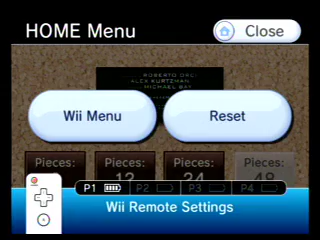 HOME Menu
Close
ROBERTO ORCI
ALEX KURTZMAN
MICHAEL BAY
Wii Menu
Reset
Pieces:
Pieces:
Pieces:
Pieces:
12
24
48
P1
P2
P3
P4
Wii Remote Settings